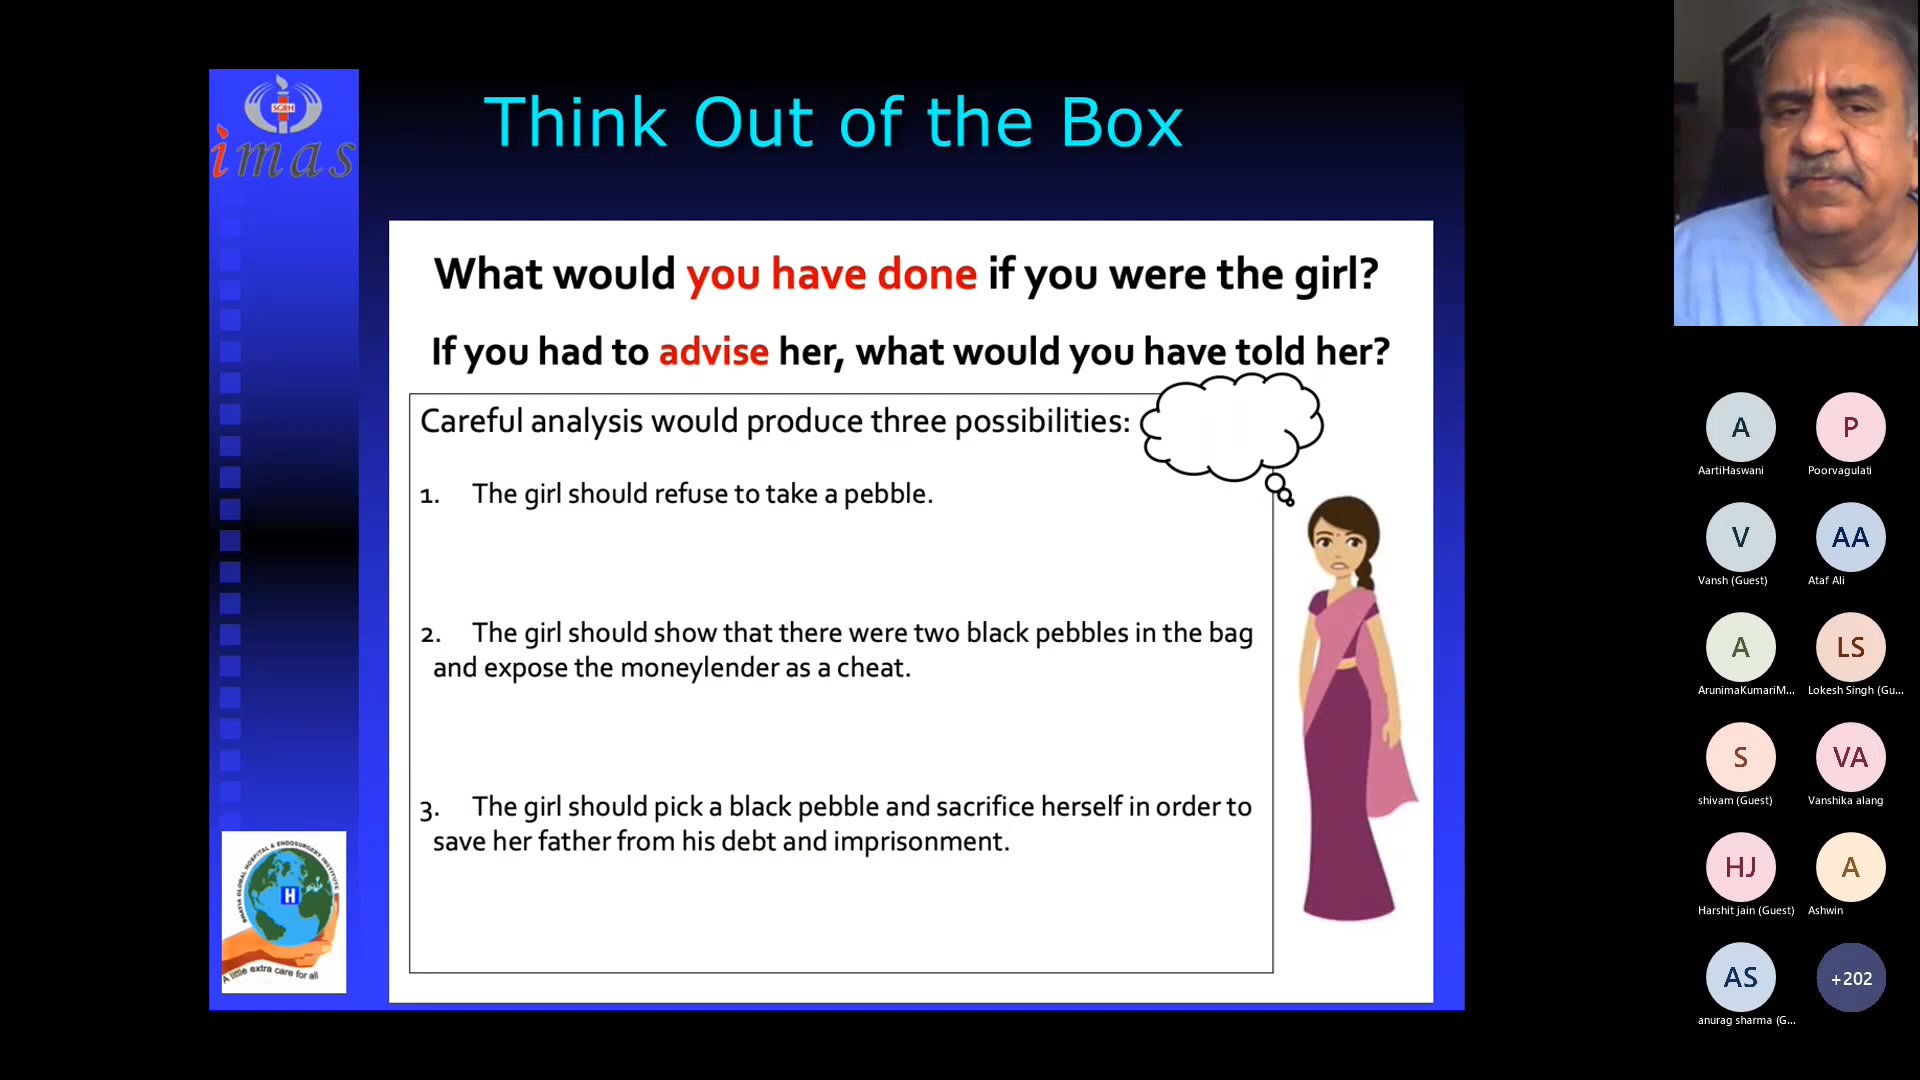 SGRH
imas
Think Out of the Box
What would you have done if you were the girl?
If you had to advise her, what would you have told her?
Careful analysis would produce three possibilities:
1. The girl should refuse to take a pebble.
2. The girl should show that there were two black pebbles in the bag
and expose the moneylender as a cheat.
3. The girl should pick a black pebble and sacrifice herself in order to
save her father from his debt and imprisonment.
BHATIA GLOBAL HOSPITAL & ENDOSURGERY INSTITUTE
H
A little extra care for all
A
AartiHaswani
P
Poorvagulati
V
Vansh (Guest)
AA
Ataf Ali
A
ArunimaKumariM...
LS
Lokesh Singh (Gu...
S
shivam (Guest)
VA
Vanshika alang
HJ
Harshit jain (Guest)
A
Ashwin
AS
anurag sharma (G...
+202